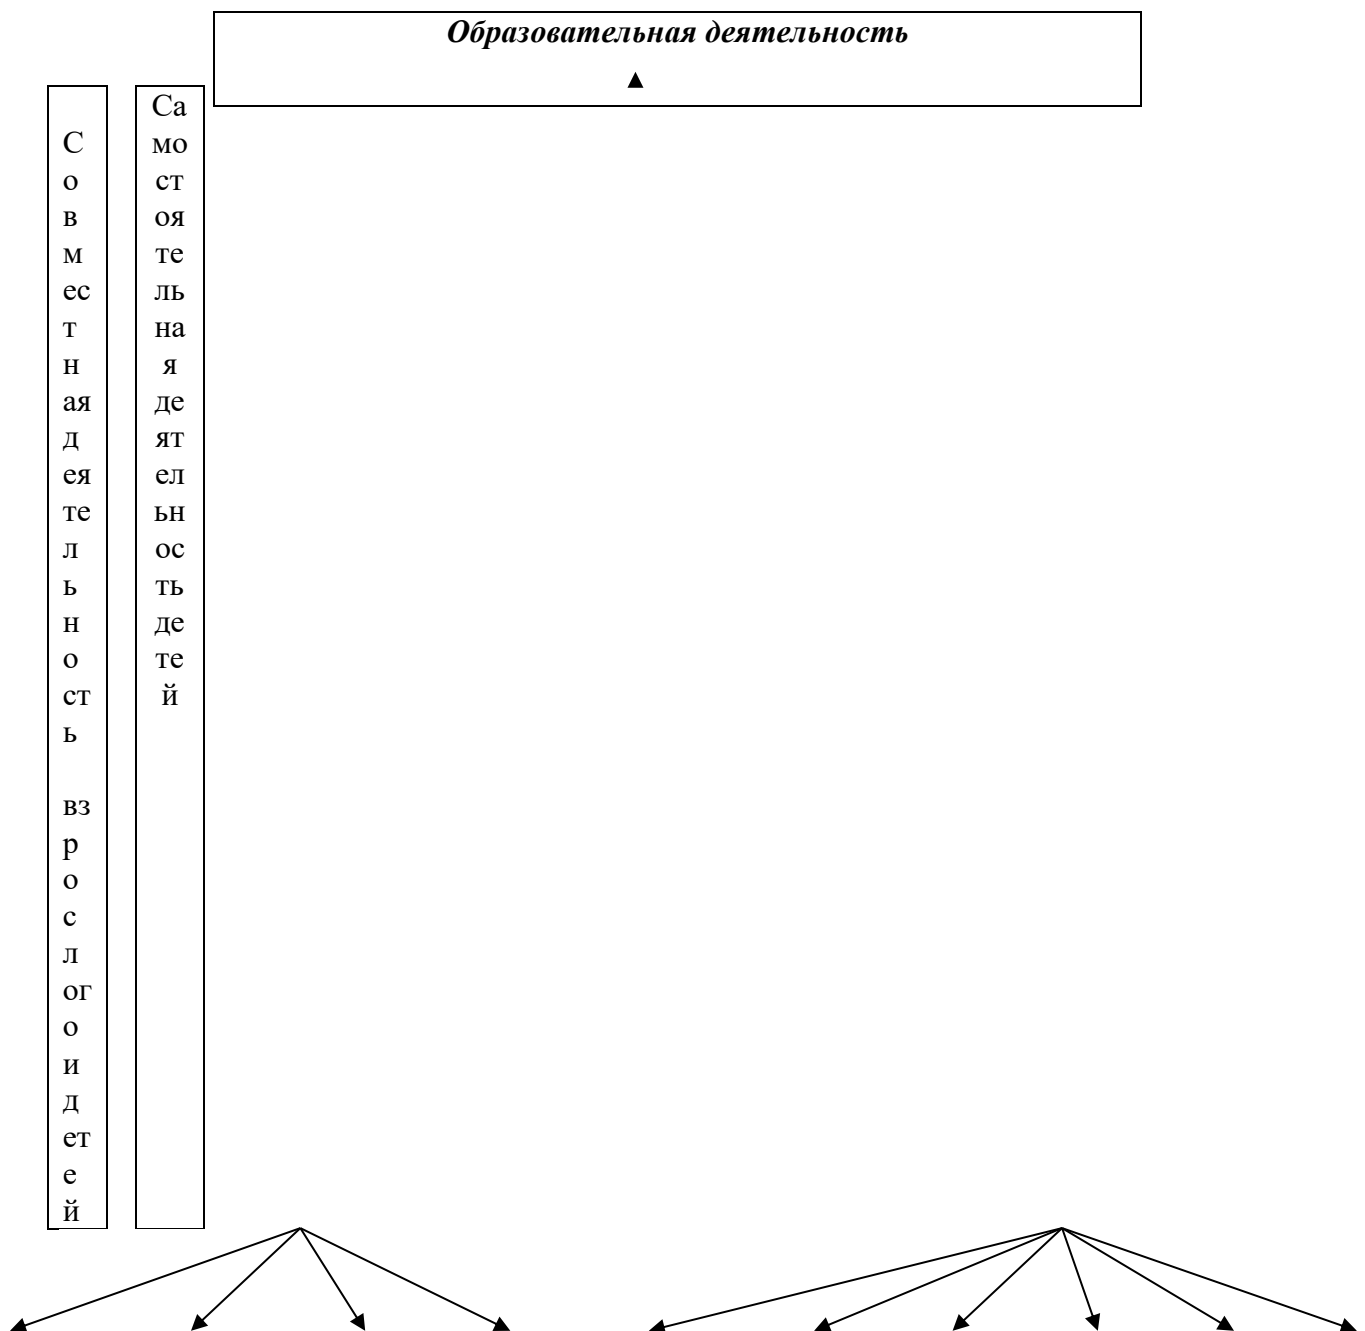 Образовательная деятельность
С
о
в
м
ес
т
н
ая
д
ея
те
л
ь
н
о
ст
ь
вз
р
о
с
л
ог
о
и
д
ет
е
й
Са
мо
ст
оя
те
ль
на
я
де
ят
ел
ьн
ос
ть
де
те
й